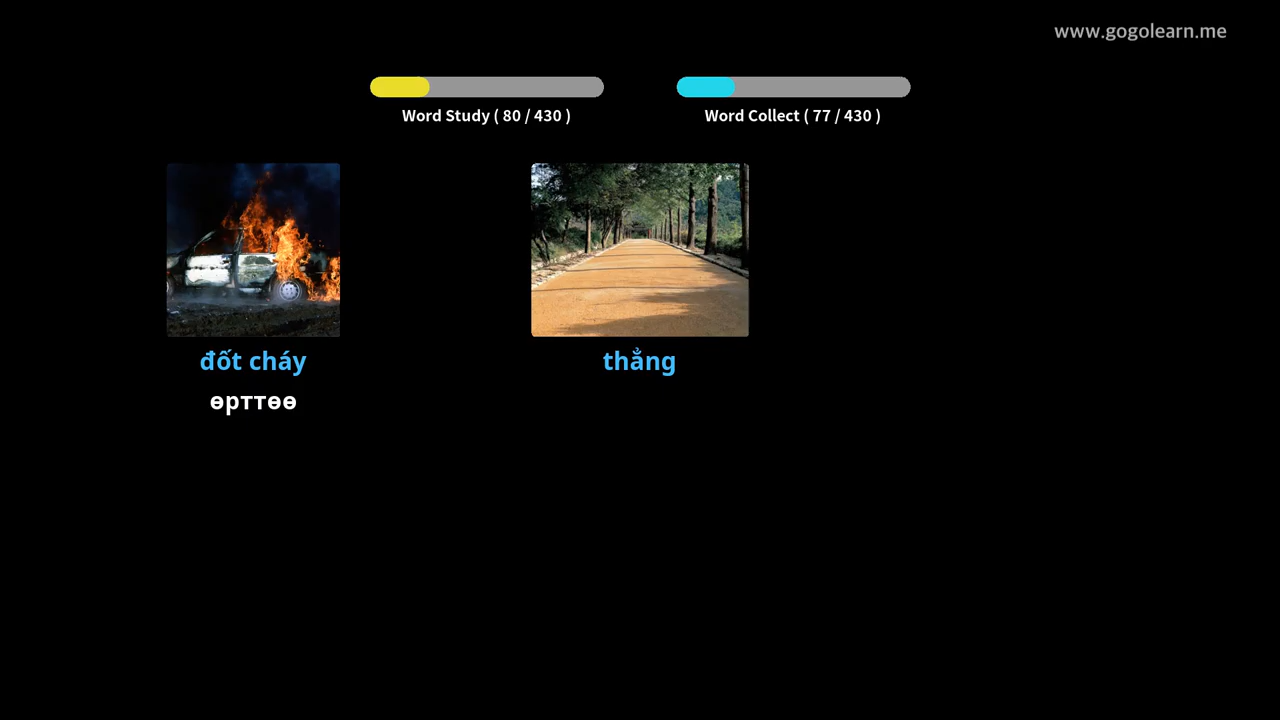 www.gogolearn.me
Word Study ( 80 / 430 )
Word Collect ( 77 / 430 )
đốt cháy
thẳng
өрттөө